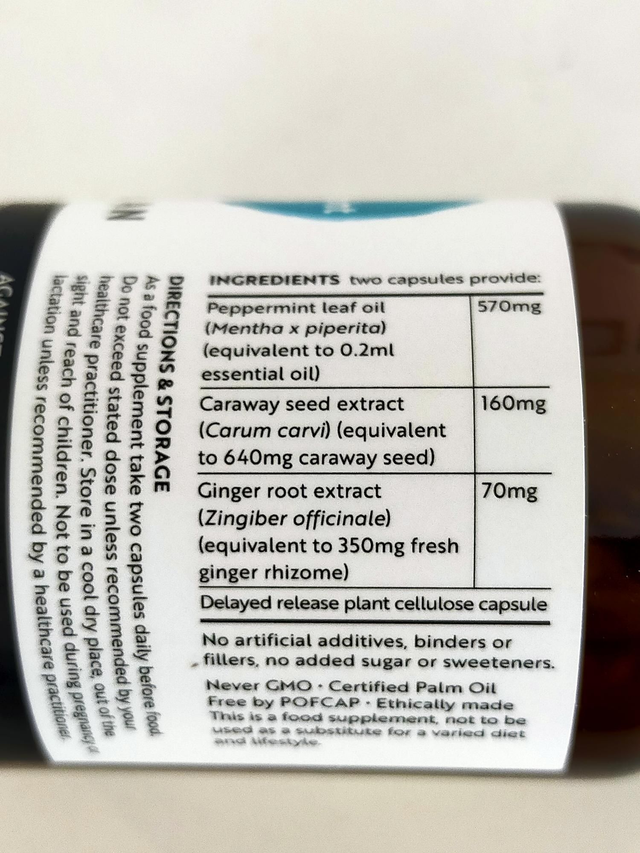 INGREDIENTS two capsules provide:
Peppermint leaf oil 570mg
(Mentha x piperita)
(equivalent to 0.2ml
essential oil)
Caraway seed extract 160mg
(Carum carvi) (equivalent
to 640mg caraway seed)
Ginger root extract 70mg
(Zingiber officinale)
(equivalent to 350mg fresh
ginger rhizome)
Delayed release plant cellulose capsule
No artificial additives, binders or
fillers, no added sugar or sweeteners.
Never GMO · Certified Palm Oil
Free by POFCAP · Ethically made
This is a food supplement, not to be
used as a substitute for a varied diet
and lifestyle.
DIRECTIONS & STORAGE
As a food supplement take two capsules daily before food.
Do not exceed stated dose unless recommended by your
healthcare practitioner. Store in a cool dry place, out of the
sight and reach of children. Not to be used during pregnancy
lactation unless recommended by a healthcare practitioner.